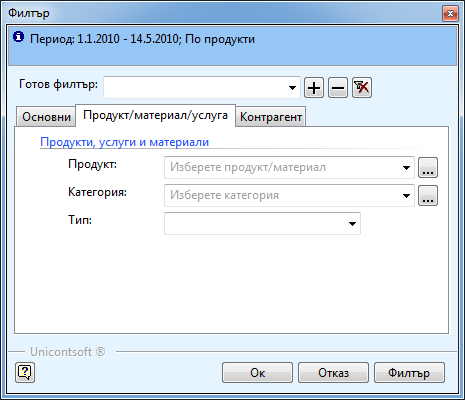 Филтър
Период: 1.1.2010 - 14.5.2010; По продукти
Готов филтър:
Основни Продукт/материал/услуга Контрагент
Продукти, услуги и материали
Продукт: Изберете продукт/материал ...
Категория: Изберете категория ...
Тип:
Unicontsoft ®
? Ок Отказ Филтър